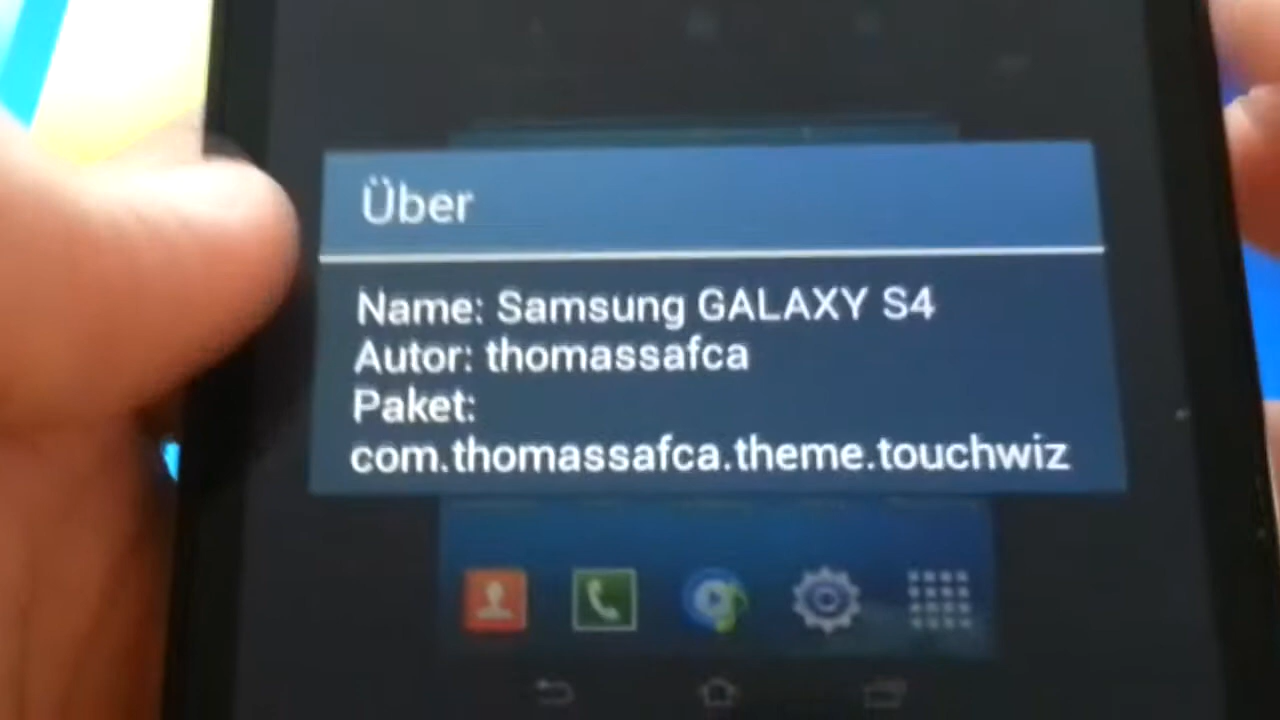 Über
Name: Samsung GALAXY S4
Autor: thomassafca
Paket:
com.thomassafca.theme.touchwiz